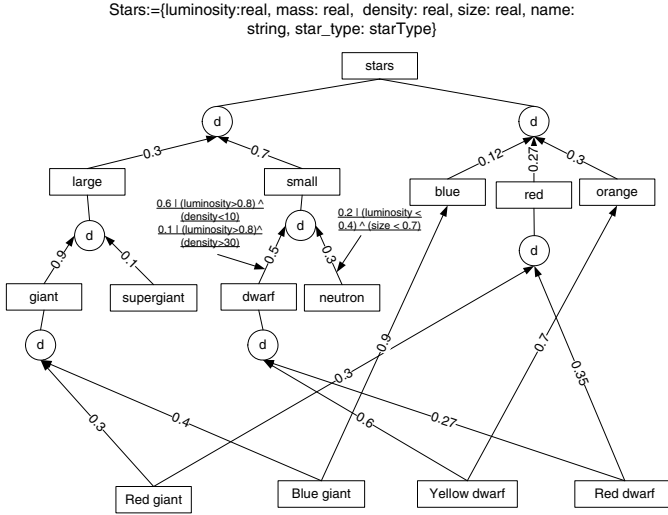 Stars:={luminosity:real, mass: real, density: real, size: real, name:
string, star_type: starType}
stars
d
d
0.3
0.7
0.12
0.27
0.3
large
small
blue
red
orange
0.6 | (luminosity>0.8) ^
(density<10)
0.1 | (luminosity>0.8)^
(density>30)
0.2 | (luminosity <
0.4) ^ (size < 0.7)
d
d
d
0.9
0.1
0.5
0.3
giant
supergiant
dwarf
neutron
d
d
0.9
0.7
0.3
0.35
0.3
0.4
0.6
0.27
Red giant
Blue giant
Yellow dwarf
Red dwarf